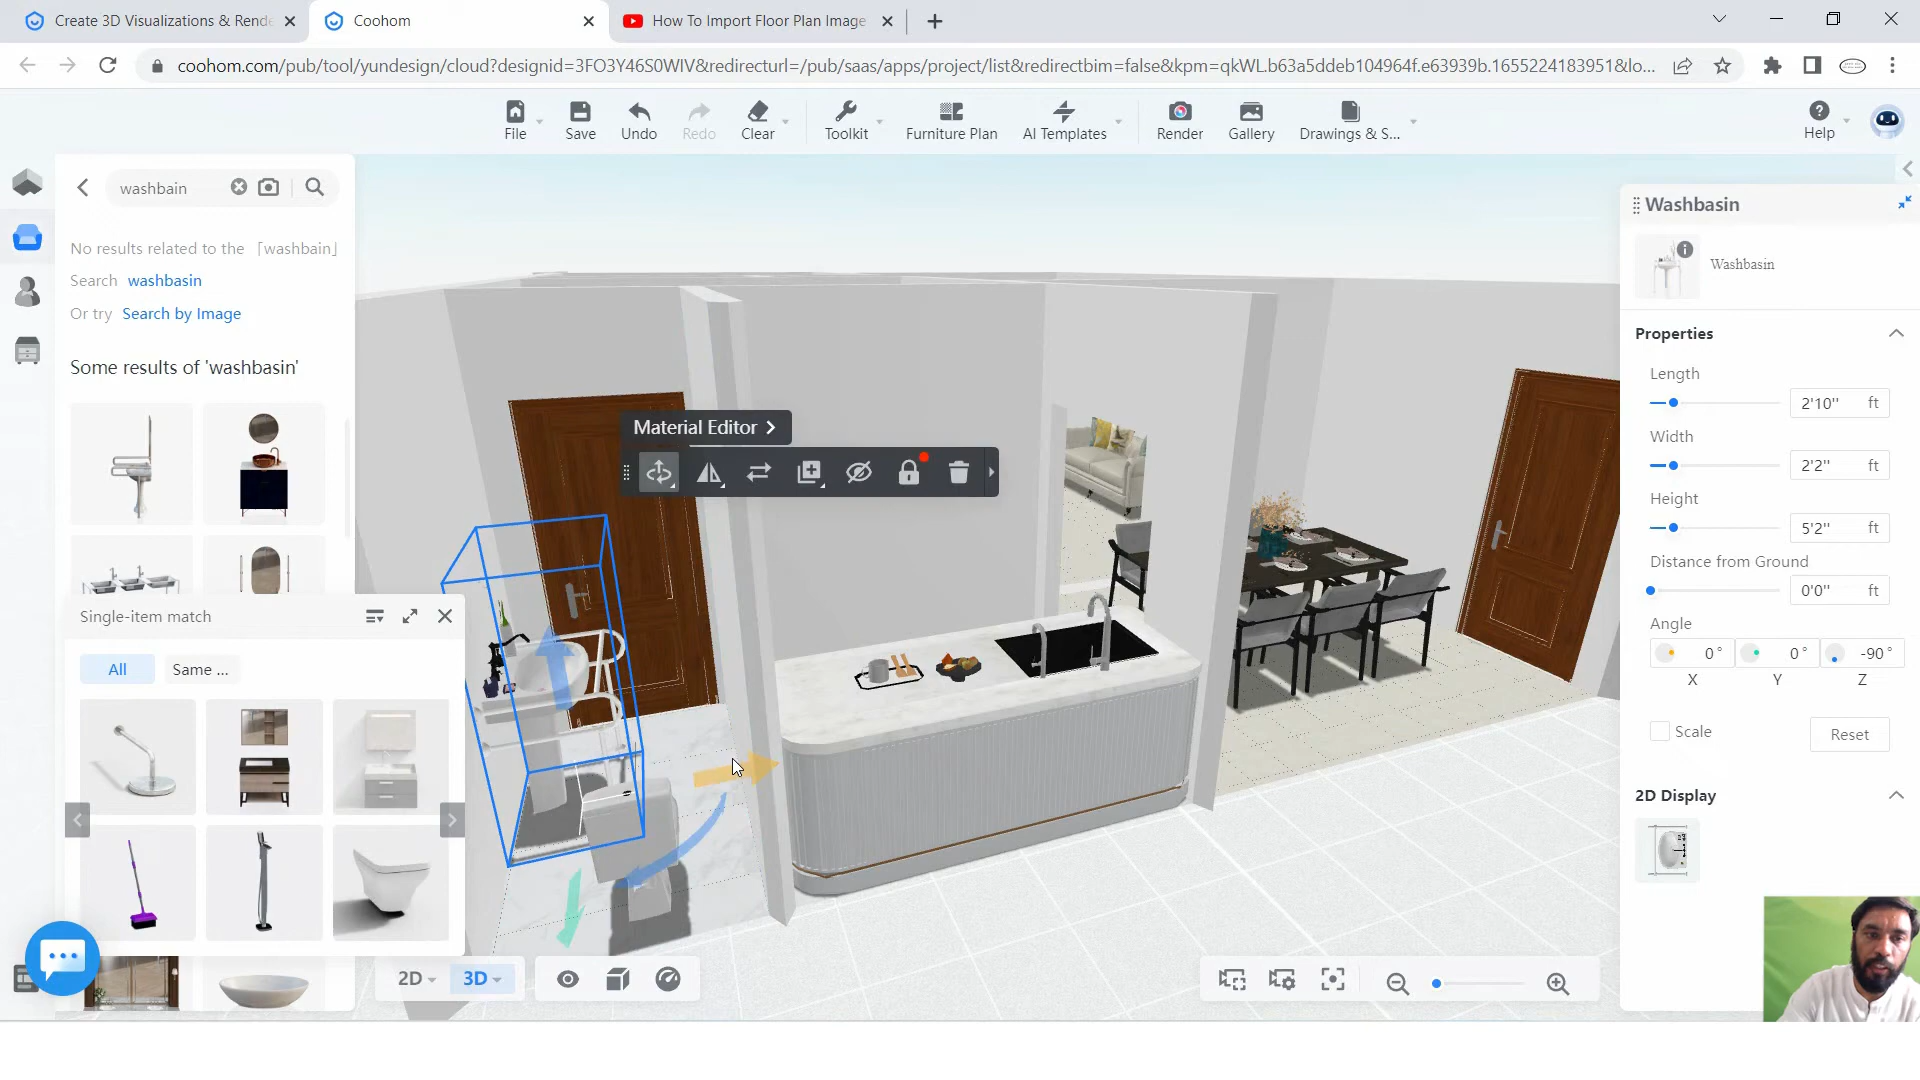 Create 3D Visualizations & Rende
Coohom
How To Import Floor Plan Image
coohom.com/pub/tool/yundesign/cloud?designid=3FO3Y46S0WIV&redirecturl=/pub/saas/apps/project/list&redirectbim=false&kpm=qkWL.b63a5ddeb104964f.e63939b.1655224183951&lo...
File
Save
Undo
Redo
Clear
Toolkit
Furniture Plan
AI Templates
Render
Gallery
Drawings & S...
Help
washbain
No results related to the 「washbain」
Search washbasin
Or try Search by Image
Some results of 'washbasin'
Single-item match
All
Same ...
Material Editor
2D
3D
Washbasin
Washbasin
Properties
Length
2'10'' ft
Width
2'2'' ft
Height
5'2'' ft
Distance from Ground
0'0'' ft
Angle
0° 0° -90°
X Y Z
Scale
Reset
2D Display